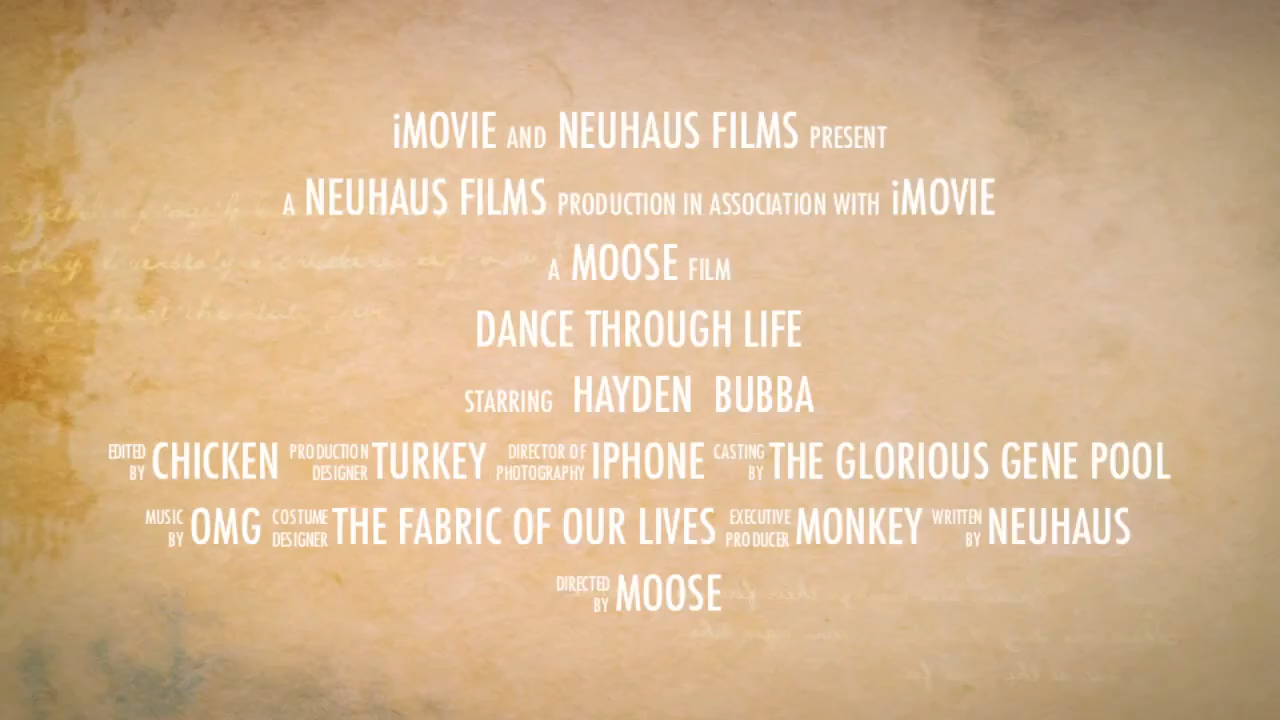 iMOVIE AND NEUHAUS FILMS PRESENT
A NEUHAUS FILMS PRODUCTION IN ASSOCIATION WITH iMOVIE
A MOOSE FILM
DANCE THROUGH LIFE
STARRING HAYDEN BUBBA
EDITED BY CHICKEN PRODUCTION DESIGNER TURKEY DIRECTOR OF PHOTOGRAPHY IPHONE CASTING BY THE GLORIOUS GENE POOL
MUSIC BY OMG COSTUME DESIGNER THE FABRIC OF OUR LIVES EXECUTIVE PRODUCER MONKEY WRITTEN BY NEUHAUS
DIRECTED BY MOOSE